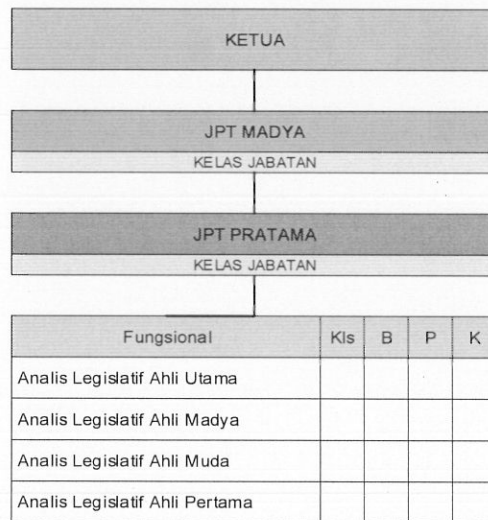 KETUA
JPT MADYA
KELAS JABATAN
JPT PRATAMA
KELAS JABATAN
Fungsional Kls B P K
Analis Legislatif Ahli Utama
Analis Legislatif Ahli Madya
Analis Legislatif Ahli Muda
Analis Legislatif Ahli Pertama